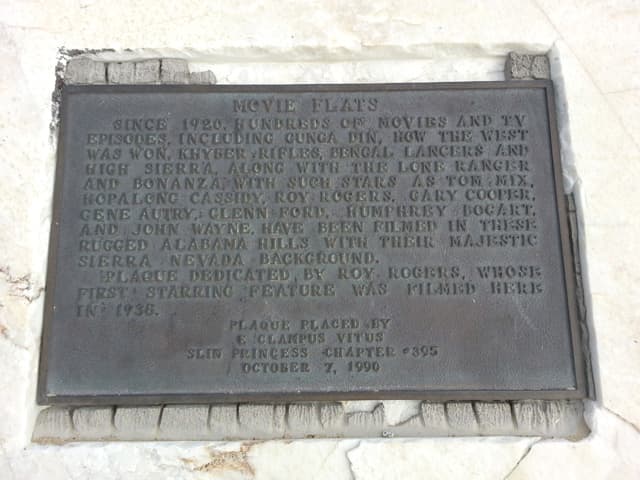 MOVIE FLATS
SINCE 1920, HUNDREDS OF MOVIES AND TV
EPISODES, INCLUDING GUNGA DIN, HOW THE WEST
WAS WON, KHYBER RIFLES, BENGAL LANCERS AND
HIGH SIERRA, ALONG WITH THE LONE RANGER
AND BONANZA, WITH SUCH STARS AS TOM MIX,
HOPALONG CASSIDY, ROY ROGERS, GARY COOPER,
GENE AUTRY, GLENN FORD, HUMPHREY BOGART,
AND JOHN WAYNE, HAVE BEEN FILMED IN THESE
RUGGED ALABAMA HILLS WITH THEIR MAJESTIC
SIERRA NEVADA BACKGROUND.
PLAQUE DEDICATED BY ROY ROGERS, WHOSE
FIRST STARRING FEATURE WAS FILMED HERE
IN 1938.
PLAQUE PLACED BY
E CLAMPUS VITUS
SLIM PRINCESS CHAPTER #395
OCTOBER 7, 1990